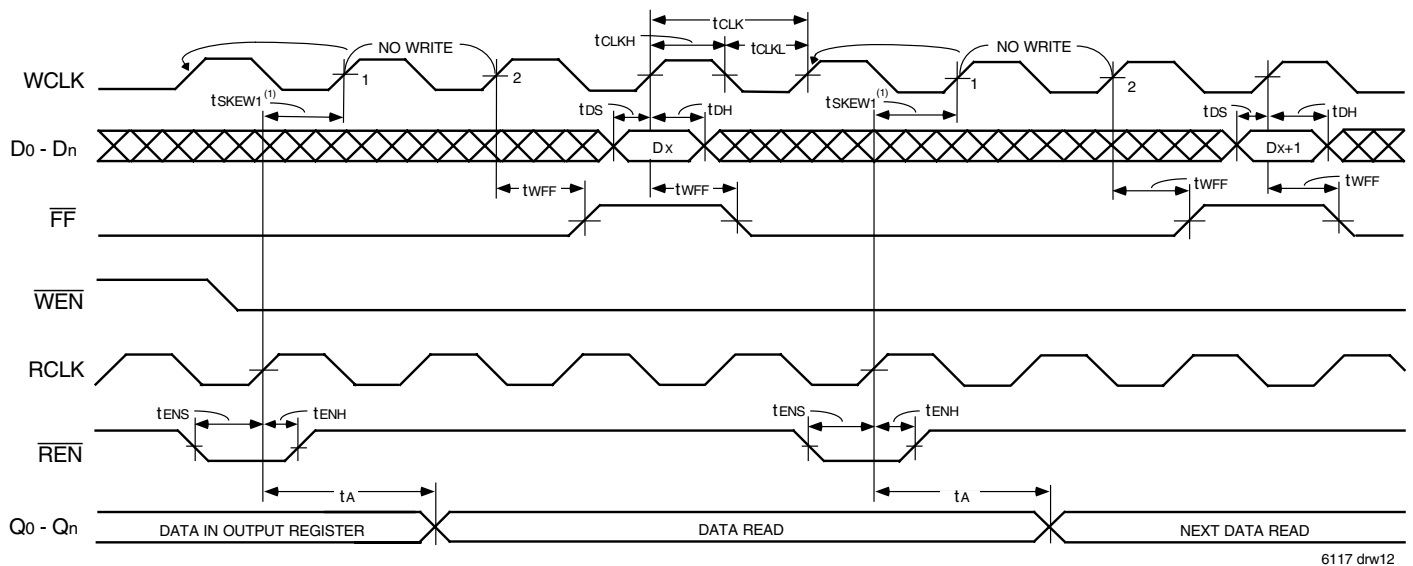 tCLK
NO WRITE
tCLKH
tCLKL
NO WRITE
WCLK
1
2
1
2
tSKEW1(1)
tDS
tDH
tSKEW1(1)
tDS
tDH
D0 - Dn
DX
DX+1
tWFF
tWFF
tWFF
tWFF
FF
WEN
RCLK
tENS
tENH
tENS
tENH
REN
tA
tA
Q0 - Qn
DATA IN OUTPUT REGISTER
DATA READ
NEXT DATA READ
6117 drw12